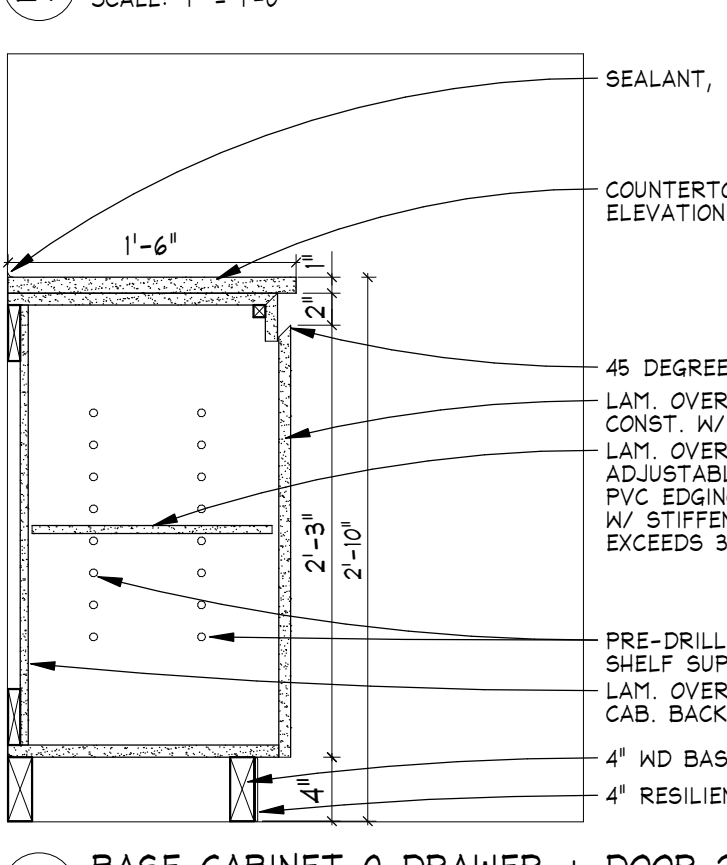 SCALE: 1" = 1'-0"
SEALANT,
COUNTERTO
ELEVATION
1'-6"
1"
2"
45 DEGREE
LAM. OVER
CONST. W/
LAM. OVER
ADJUSTABL
PVC EDGING
W/ STIFFEN
EXCEEDS 3
2'-3"
2'-10"
PRE-DRILL
SHELF SUP
LAM. OVER
CAB. BACK
4" WD BAS
4" RESILIEN
4"
BASE CABINET 0 DRAWER + DOOR